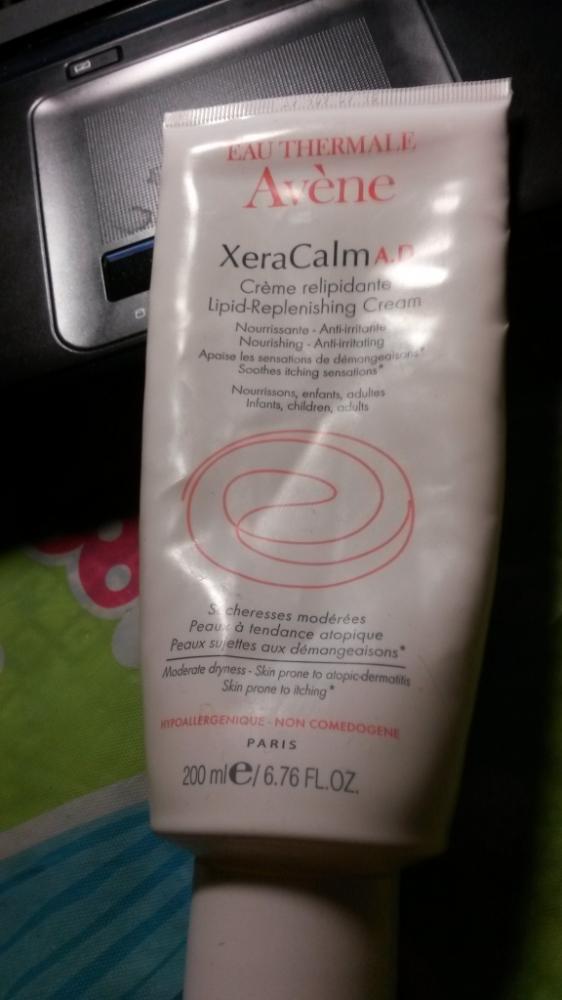 EAU THERMALE
Avène
XeraCalm A.D
Crème relipidante
Lipid-Replenishing Cream
Nourrissante - Anti-irritante
Nourishing - Anti-irritating
Apaise les sensations de démangeaisons*
Soothes itching sensations*
Nourrissons, enfants, adultes
Infants, children, adults
Sécheresses modérées
Peaux à tendance atopique
Peaux sujettes aux démangeaisons*
Moderate dryness - Skin prone to atopic-dermatitis
Skin prone to itching*
HYPOALLERGENIQUE - NON COMEDOGENE
PARIS
200 ml e / 6.76 FL.OZ.